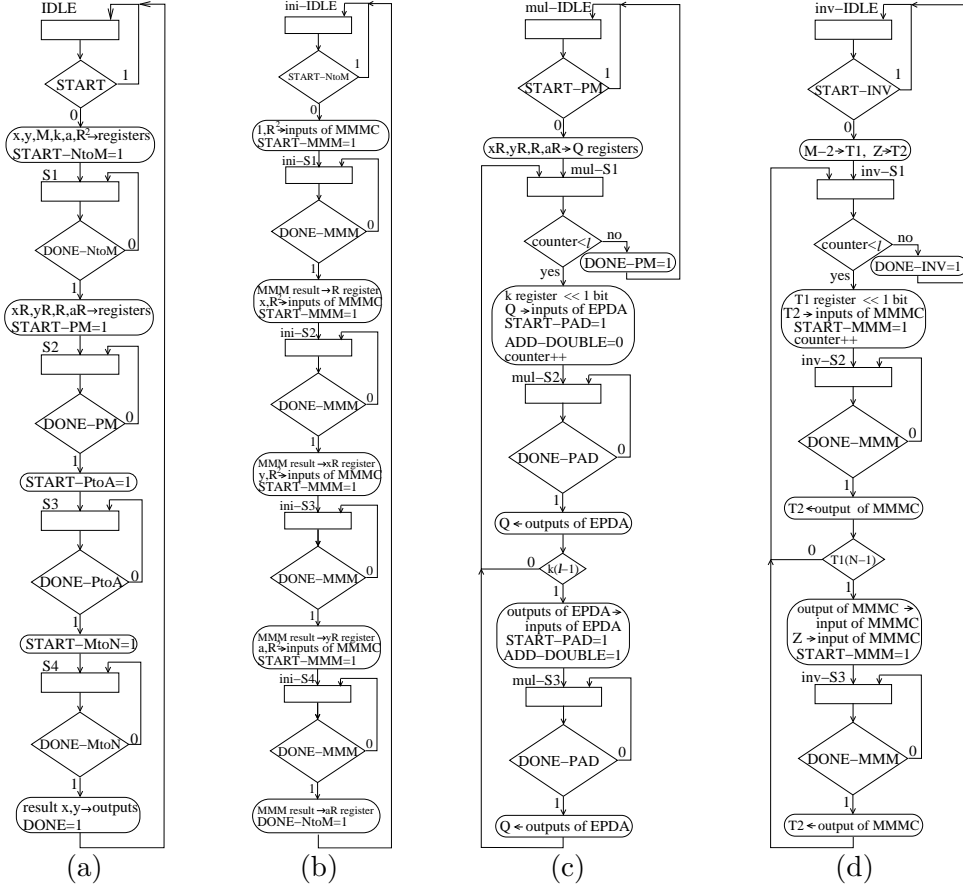 IDLE
START
1
0
x,y,M,k,a,R²→registers
START−NtoM=1
S1
DONE−NtoM
0
1
xR,yR,R,aR→registers
START−PM=1
S2
DONE−PM
0
1
START−PtoA=1
S3
DONE−PtoA
0
1
START−MtoN=1
S4
DONE−MtoN
0
1
result x,y→outputs
DONE=1
(a)
ini−IDLE
START−NtoM
1
0
1,R²→inputs of MMMC
START−MMM=1
ini−S1
DONE−MMM
0
1
MMM result→R register
x,R²→inputs of MMMC
START−MMM=1
ini−S2
DONE−MMM
0
1
MMM result→xR register
y,R²→inputs of MMMC
START−MMM=1
ini−S3
DONE−MMM
0
1
MMM result→yR register
a,R²→inputs of MMMC
START−MMM=1
ini−S4
DONE−MMM
0
1
MMM result→aR register
DONE−NtoM=1
(b)
mul−IDLE
START−PM
1
0
xR,yR,R,aR→Q registers
mul−S1
counter<l
no
DONE−PM=1
yes
k register << 1 bit
Q →inputs of EPDA
START−PAD=1
ADD−DOUBLE=0
counter++
mul−S2
DONE−PAD
0
1
Q ←outputs of EPDA
0
k(l−1)
1
outputs of EPDA→
inputs of EPDA
START−PAD=1
ADD−DOUBLE=1
mul−S3
DONE−PAD
0
1
Q ←outputs of EPDA
(c)
inv−IDLE
START−INV
1
0
M−2→T1, Z→T2
inv−S1
counter<l
no
DONE−INV=1
yes
T1 register << 1 bit
T2→inputs of MMMC
START−MMM=1
counter++
inv−S2
DONE−MMM
0
1
T2←output of MMMC
0
T1(N−1)
1
output of MMMC →
input of MMMC
Z →input of MMMC
START−MMM=1
inv−S3
DONE−MMM
0
1
T2←output of MMMC
(d)